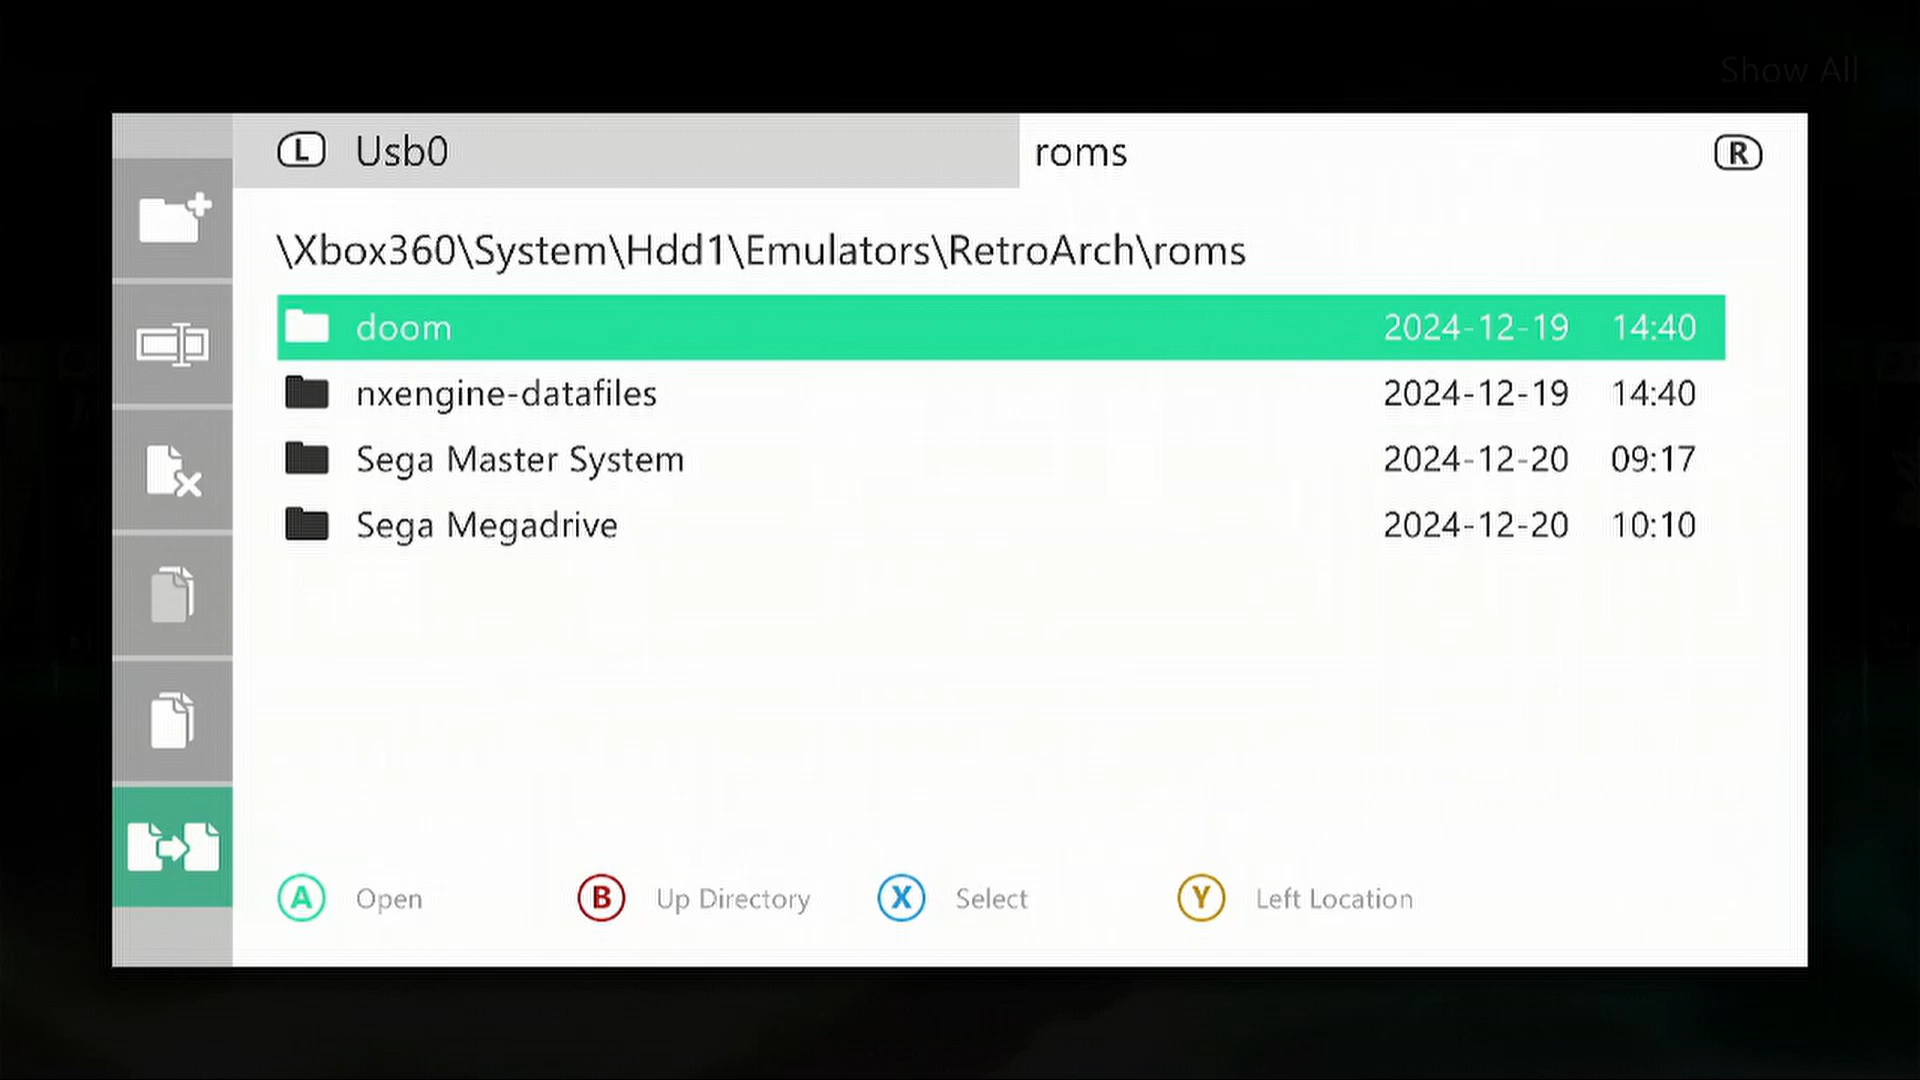 Show All
L Usb0 roms R
\Xbox360\System\Hdd1\Emulators\RetroArch\roms
doom 2024-12-19 14:40
nxengine-datafiles 2024-12-19 14:40
Sega Master System 2024-12-20 09:17
Sega Megadrive 2024-12-20 10:10
A Open B Up Directory X Select Y Left Location